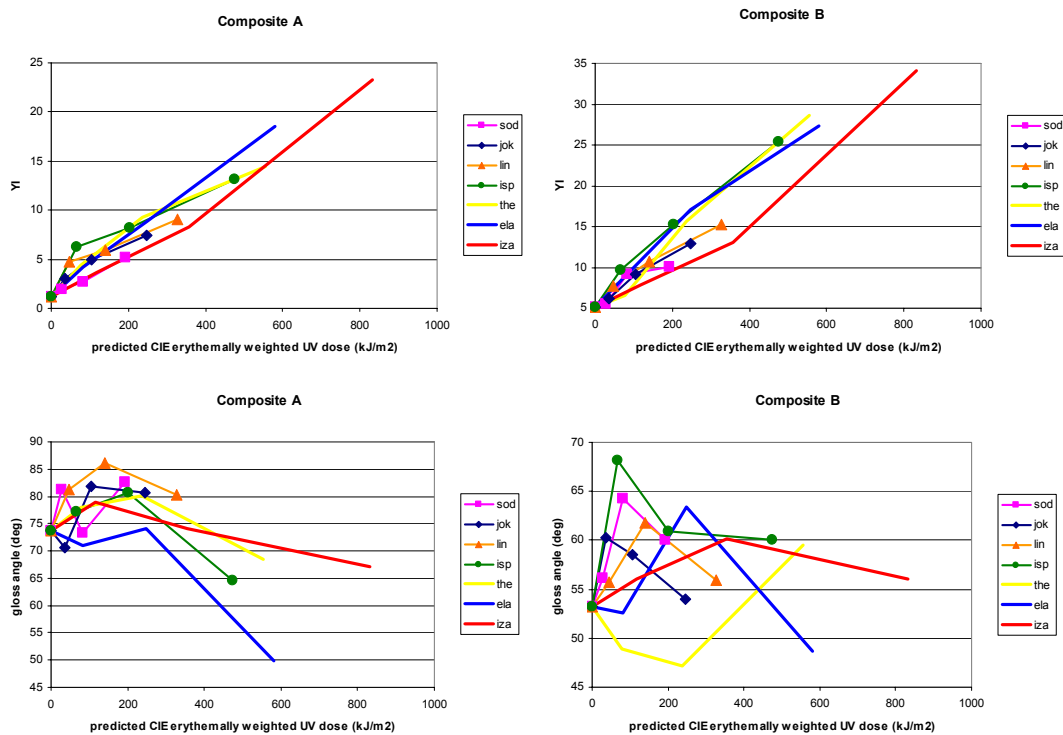 Composite A
25
20
15
10
5
0
YI
0 200 400 600 800 1000
predicted CIE erythemally weighted UV dose (kJ/m2)
sod
jok
lin
isp
the
ela
iza
Composite B
35
30
25
20
15
10
5
YI
0 200 400 600 800 1000
predicted CIE erythemally weighted UV dose (kJ/m2)
sod
jok
lin
isp
the
ela
iza
Composite A
90
85
80
75
70
65
60
55
50
45
gloss angle (deg)
0 200 400 600 800 1000
predicted CIE erythemally weighted UV dose (kJ/m2)
sod
jok
lin
isp
the
ela
iza
Composite B
70
65
60
55
50
45
gloss angle (deg)
0 200 400 600 800 1000
predicted CIE erythemally weighted UV dose (kJ/m2)
sod
jok
lin
isp
the
ela
iza